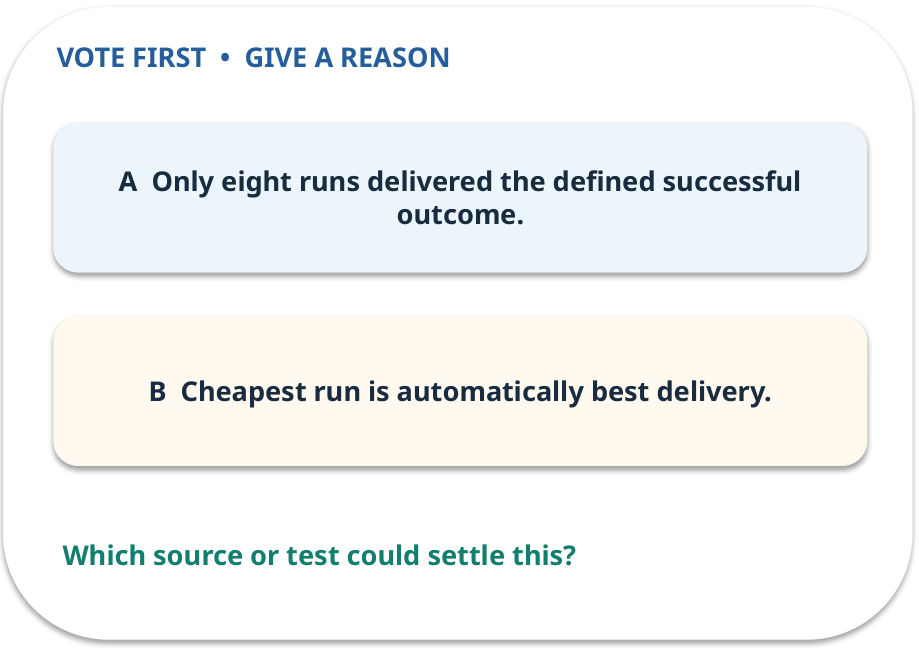 VOTE FIRST • GIVE A REASON
A Only eight runs delivered the defined successful
outcome.
B Cheapest run is automatically best delivery.
Which source or test could settle this?